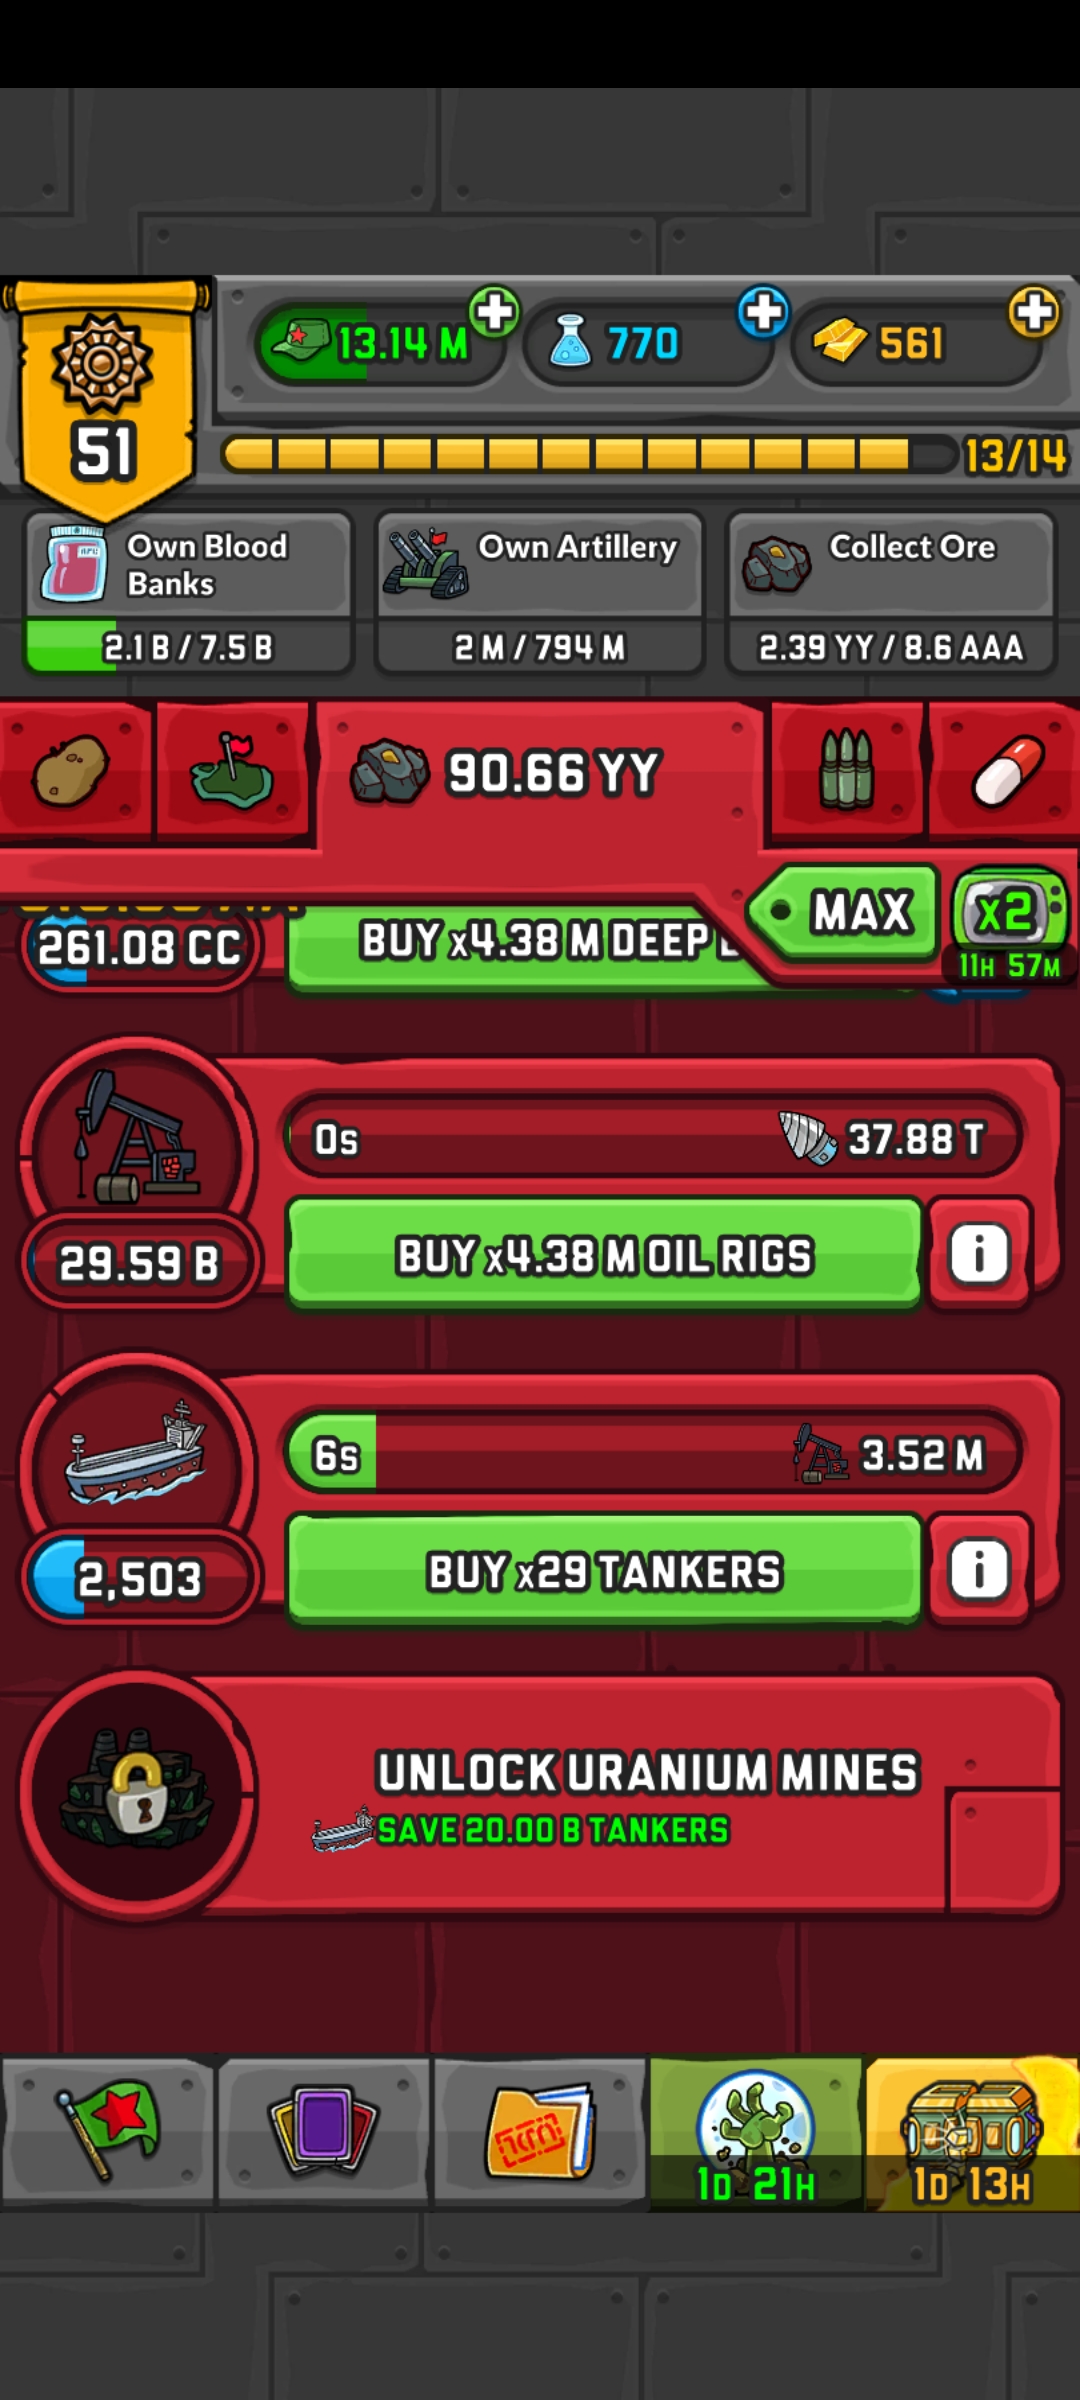 13.14 M
770
561
51
13/14
Own Blood
Banks
Own Artillery
Collect Ore
2.1 B / 7.5 B
2 M / 794 M
2.39 YY / 8.6 AAA
90.66 YY
MAX
x2
11H 57M
261.08 CC
BUY x4.38 M DEEP
0s
37.88 T
29.59 B
BUY x4.38 M OIL RIGS
i
6s
3.52 M
2,503
BUY x29 TANKERS
i
UNLOCK URANIUM MINES
SAVE 20.00 B TANKERS
1D 21H
1D 13H